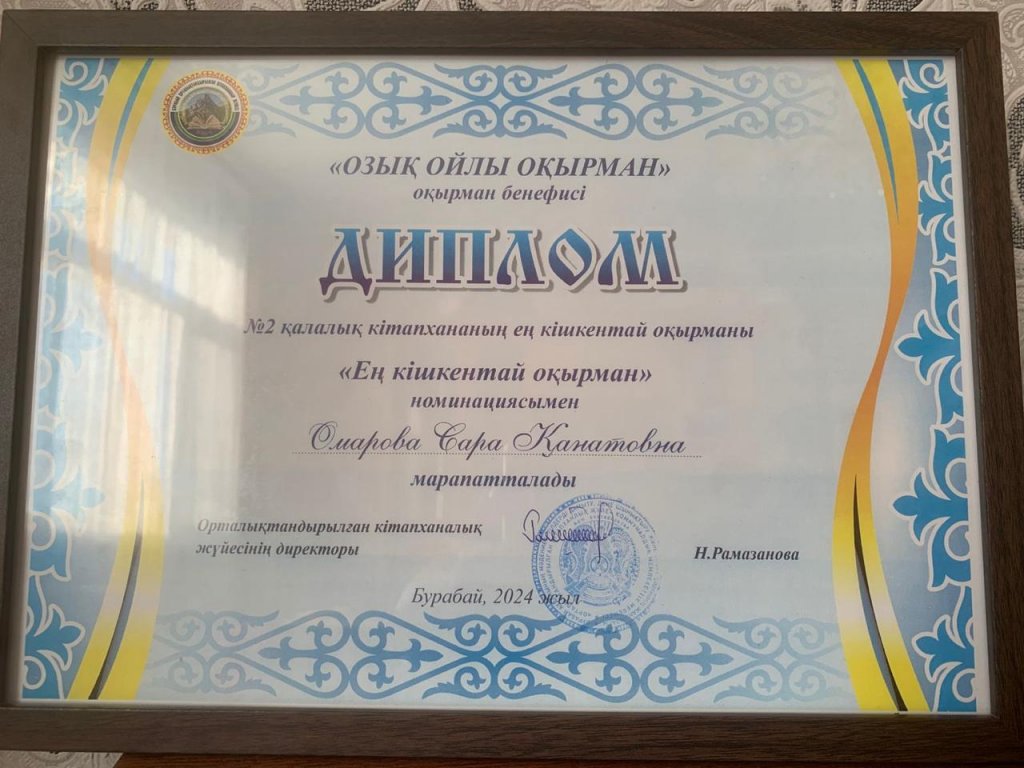 «ОЗЫҚ ОЙЛЫ ОҚЫРМАН»
оқырман бенефисі
ДИПЛОМ
№2 қалалық кітапхананың ең кішкентай оқырманы
«Ең кішкентай оқырман»
номинациясымен
Омарова Сара Қанатовна
марапатталады
Орталықтандырылған кітапханалық
жүйесінің директоры
Н.Рамазанова
Бурабай, 2024 жыл